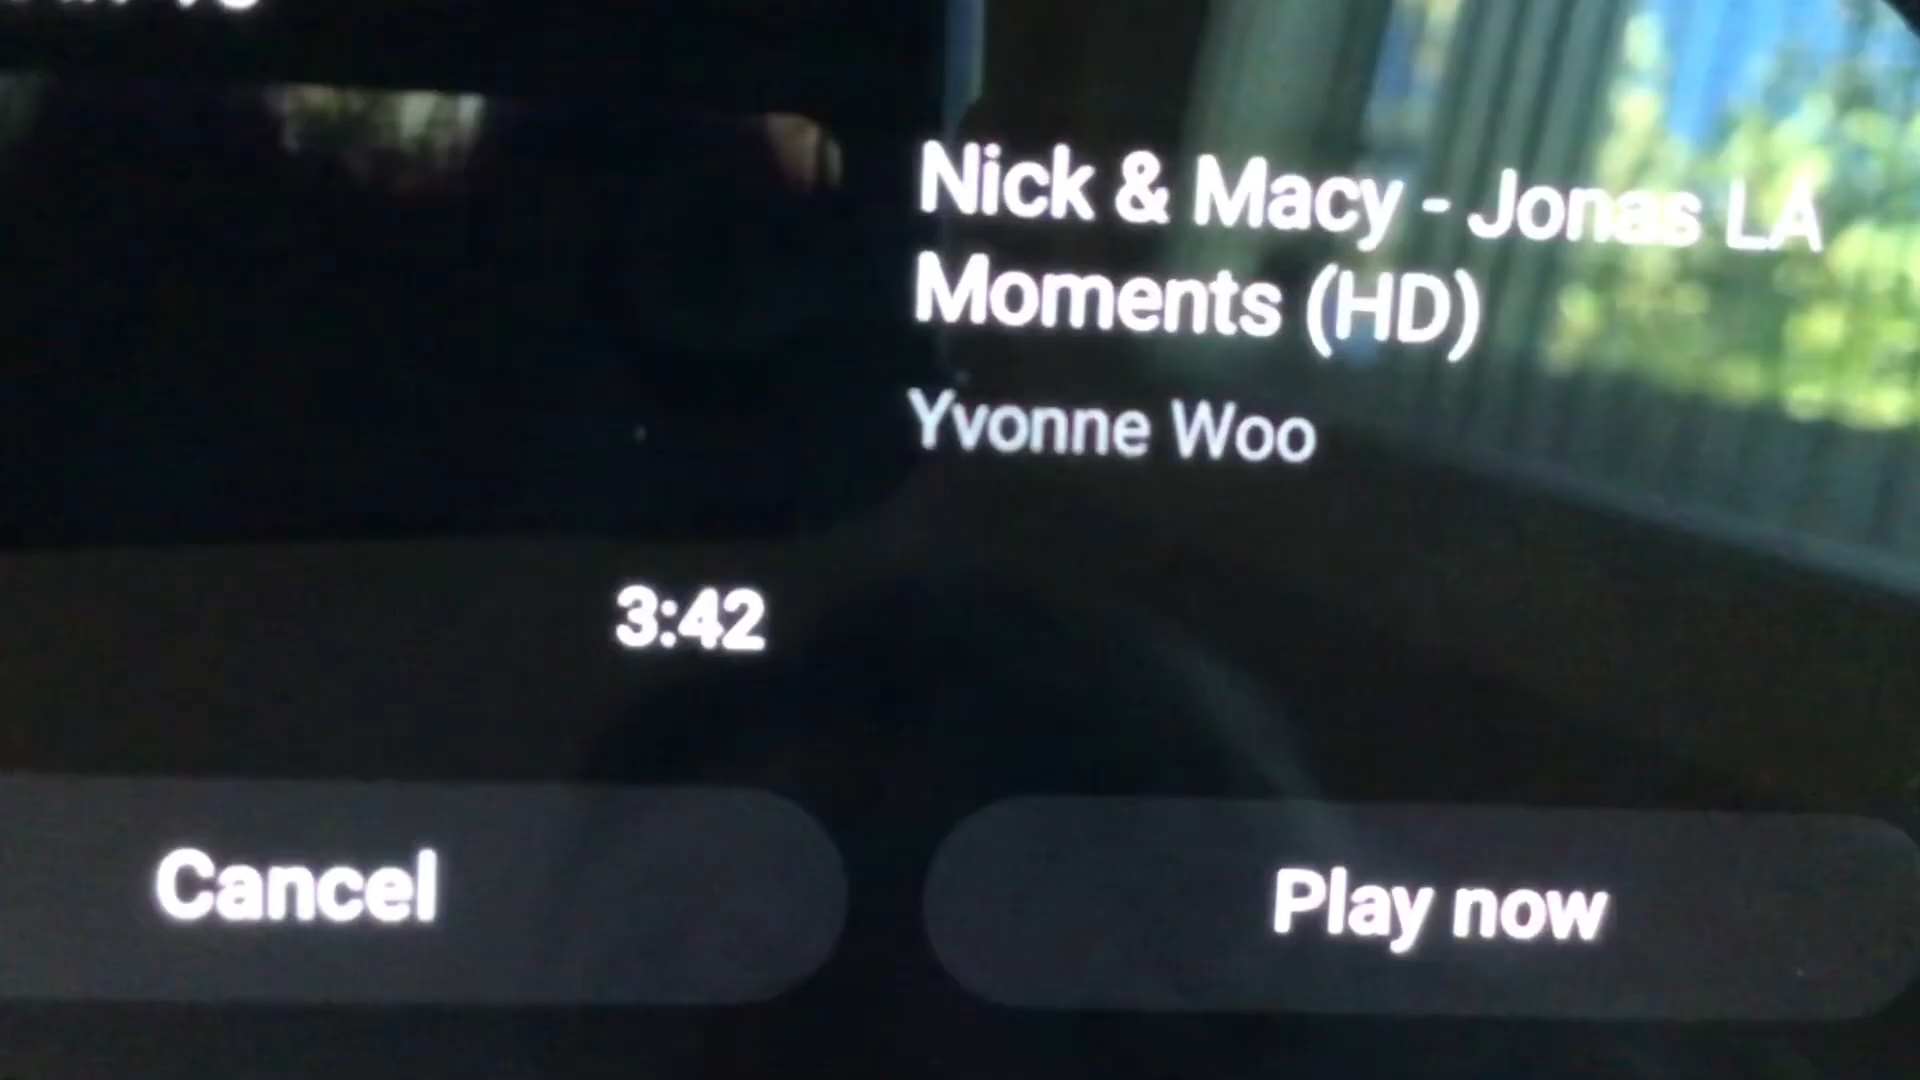 Nick & Macy - Jonas LA
Moments (HD)
Yvonne Woo
3:42
Cancel
Play now